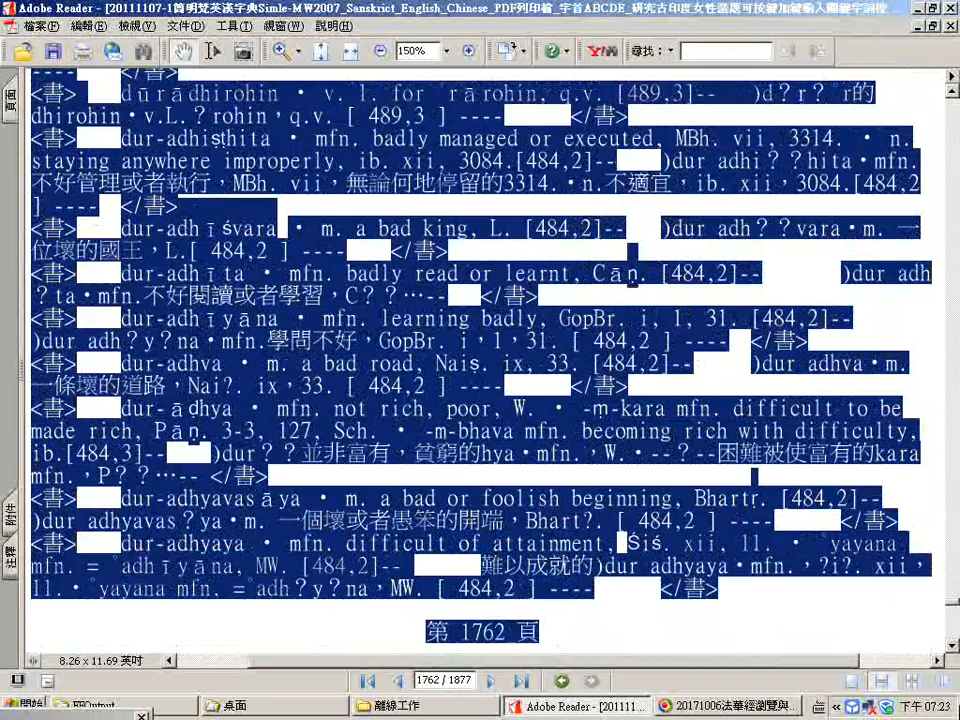 Adobe Reader - [20111107-1簡明梵英漢字典Simle-MW2007_Sanskrict_English_Chinese_PDF列印檔_字首ABCDE_研究古印度女性議題可按鍵加鍵輸入關鍵字詞搜
檔案(F) 編輯(E) 檢視(V) 文件(D) 工具(T) 視窗(W) 說明(H)
150% Y! 尋找：
---- </書>
<書> dūrādhirohin • v. l. for rārohin, q.v. [489,3]-- )d？r？r的
dhirohin•v.L.？rohin，q.v. [ 489,3 ] ---- </書>
<書> dur-adhiṣṭhita • mfn. badly managed or executed, MBh. vii, 3314. • n.
staying anywhere improperly, ib. xii, 3084.[484,2]-- )dur adhi？？hita•mfn.
不好管理或者執行，MBh. vii，無論何地停留的3314.•n.不適宜，ib. xii，3084.[484,2
] ---- </書>
<書> dur-adhīśvara • m. a bad king, L. [484,2]-- )dur adh？？vara•m. 一
位壞的國王，L.[ 484,2 ] ---- </書>
<書> dur-adhīta • mfn. badly read or learnt, Cāṇ. [484,2]-- )dur adh
？ta•mfn.不好閱讀或者學習，C？？…-- </書>
<書> dur-adhīyāna • mfn. learning badly, GopBr. i, 1, 31. [484,2]--
)dur adh？y？na•mfn.學問不好，GopBr. i，1，31. [ 484,2 ] ---- </書>
<書> dur-adhva • m. a bad road, Naiṣ. ix, 33. [484,2]-- )dur adhva•m.
一條壞的道路，Nai?. ix，33. [ 484,2 ] ---- </書>
<書> dur-āḍhya • mfn. not rich, poor, W. • -ṃ-kara mfn. difficult to be
made rich, Pāṇ. 3-3, 127, Sch. • -m-bhava mfn. becoming rich with difficulty,
ib.[484,3]-- )dur？？並非富有，貧窮的hya•mfn.，W.•--？--困難被使富有的kara
mfn.，P？？…-- </書>
<書> dur-adhyavasāya • m. a bad or foolish beginning, Bhartṛ. [484,2]--
)dur adhyavas？ya•m. 一個壞或者愚笨的開端，Bhart?. [ 484,2 ] ---- </書>
<書> dur-adhyaya • mfn. difficult of attainment, Śiś. xii, 11. • °yayana
mfn. = °adhīyāna, MW. [484,2]-- 難以成就的)dur adhyaya•mfn.，?i?. xii，
11.•°yayana mfn. =°adh？y？na，MW. [ 484,2 ] ---- </書>
第 1762 頁
頁面
附件
注釋
8.26 x 11.69 英吋
1762 / 1877
開始 EEOutput 桌面 離線工作 Adobe Reader - [201111... 20171006法華經瀏覽與... 下午 07:23